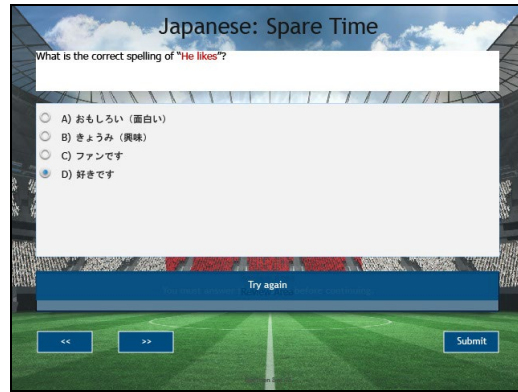 Japanese: Spare Time
What is the correct spelling of “He likes”?
A) おもしろい（面白い）
B) きょうみ（興味）
C) ファンです
D) 好きです
Try again
<<
>>
Submit